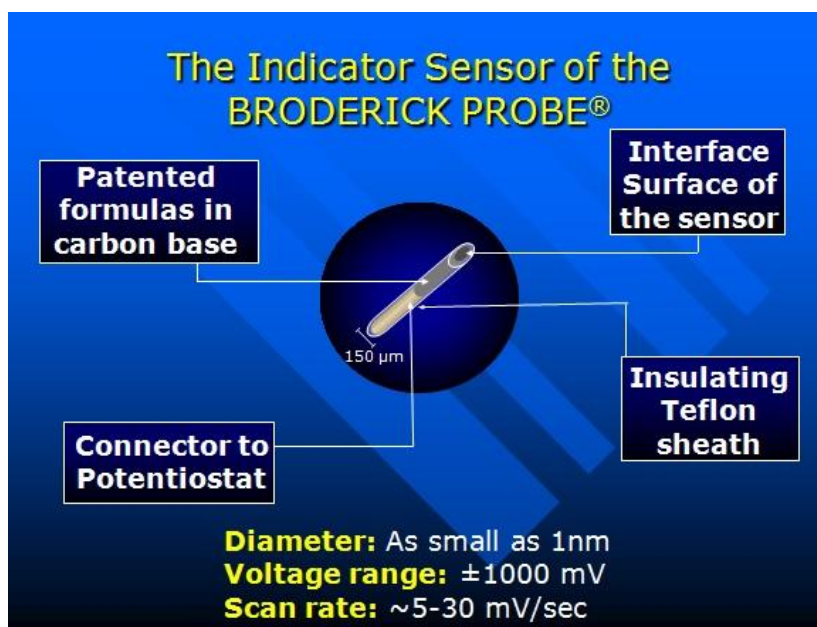 The Indicator Sensor of the
BRODERICK PROBE®
Patented
formulas in
carbon base
Interface
Surface of
the sensor
150 µm
Insulating
Teflon
sheath
Connector to
Potentiostat
Diameter: As small as 1nm
Voltage range: ±1000 mV
Scan rate: ~5-30 mV/sec